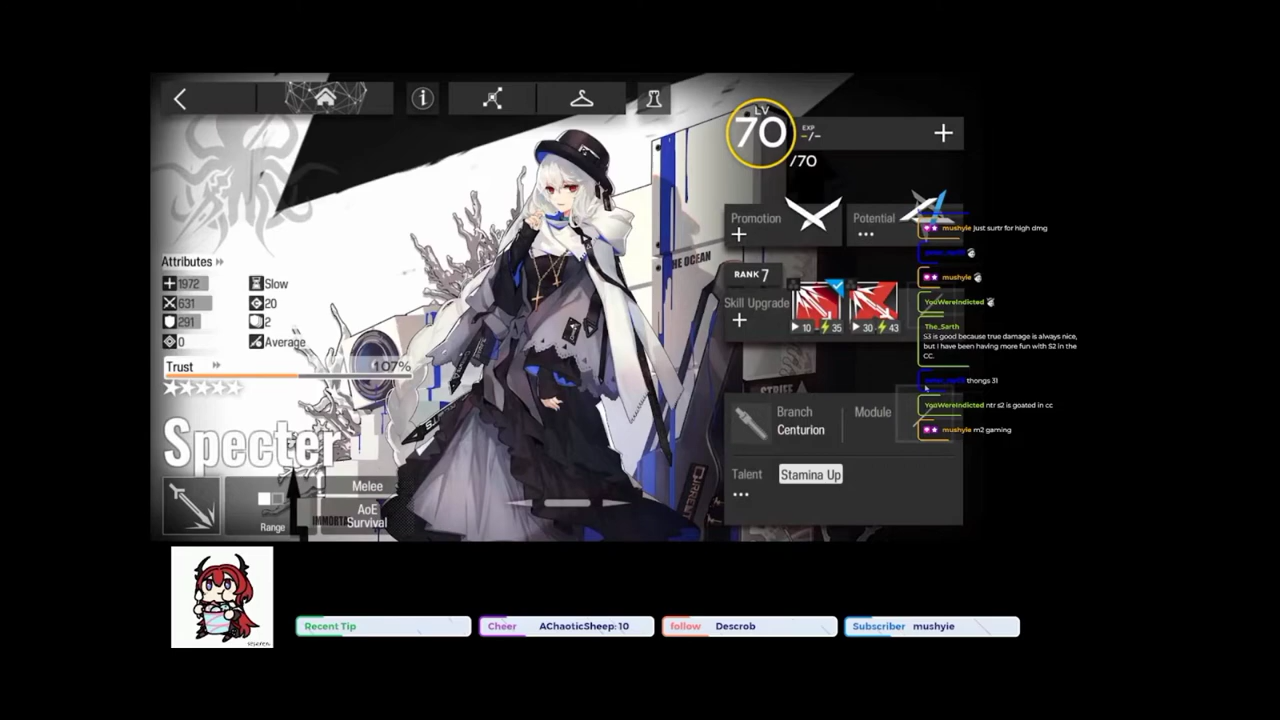 LV
70
/70
EXP
-/-
Promotion
Potential
mushyie just surtr for high dmg
THE OCEAN
mushyie
RANK 7
Attributes
1972
Slow
631
20
291
2
0
Average
Skill Upgrade
10
35
30
43
YouWereIndicted
The_Sarth
S3 is good because true damage is always nice,
but I have been having more fun with S2 in the
CC.
Trust
107%
thongs 31
YouWereIndicted ntr s2 is goated in cc
mushyie m2 gaming
Branch
Centurion
Module
Specter
Talent
Stamina Up
Melee
AoE
Survival
Range
Recent Tip
Cheer AChaoticSheep: 10
follow Descrob
Subscriber mushyie